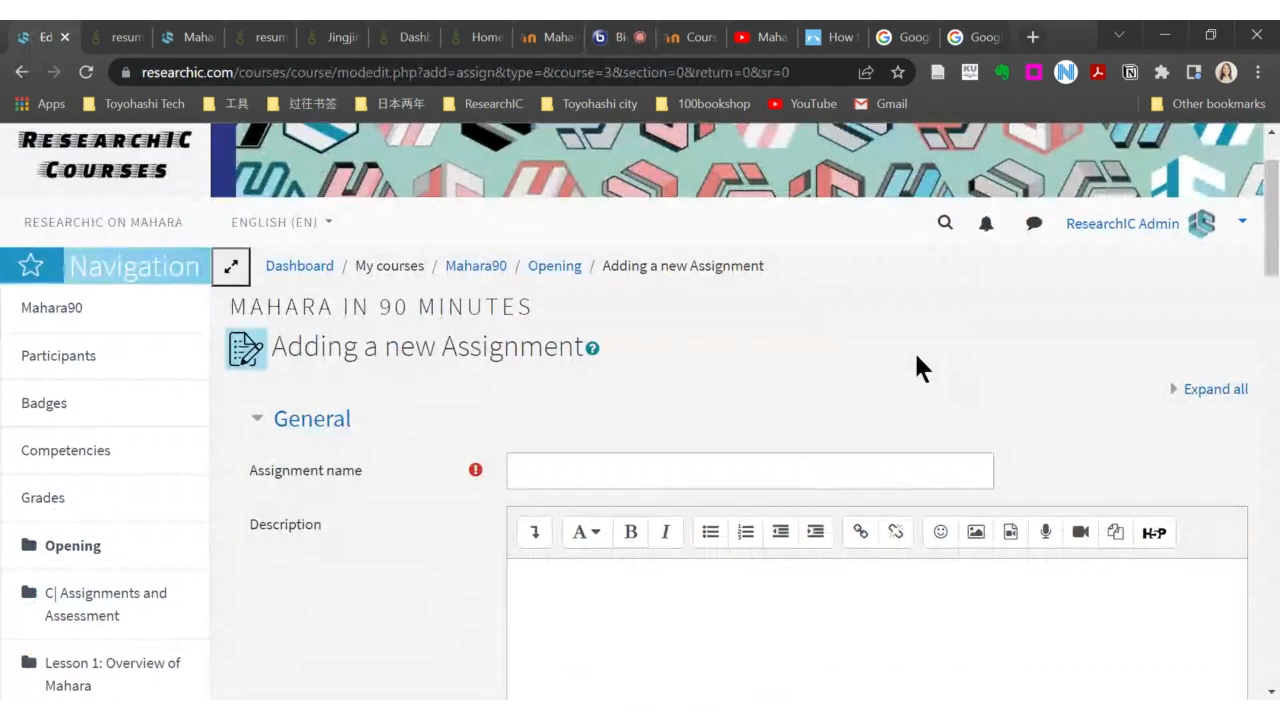 Ed
resum
Maha
resum
Jingjir
Dashb
Home
Maha
Bi
Cours
Maha
How t
Goog
Goog
researchic.com/courses/course/modedit.php?add=assign&type=&course=3&section=0&return=0&sr=0
Apps
Toyohashi Tech
工具
过往书签
日本两年
ResearchIC
Toyohashi city
100bookshop
YouTube
Gmail
Other bookmarks
RESEARCHIC
COURSES
RESEARCHIC ON MAHARA
ENGLISH (EN)
ResearchIC Admin
Navigation
Dashboard / My courses / Mahara90 / Opening / Adding a new Assignment
Mahara90
Participants
Badges
Competencies
Grades
Opening
C| Assignments and
Assessment
Lesson 1: Overview of
Mahara
MAHARA IN 90 MINUTES
Adding a new Assignment
Expand all
General
Assignment name
Description
A
B
I
H5P